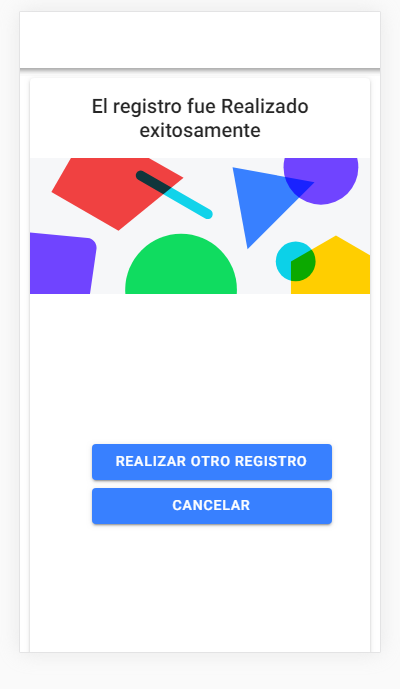 El registro fue Realizado
exitosamente
REALIZAR OTRO REGISTRO
CANCELAR